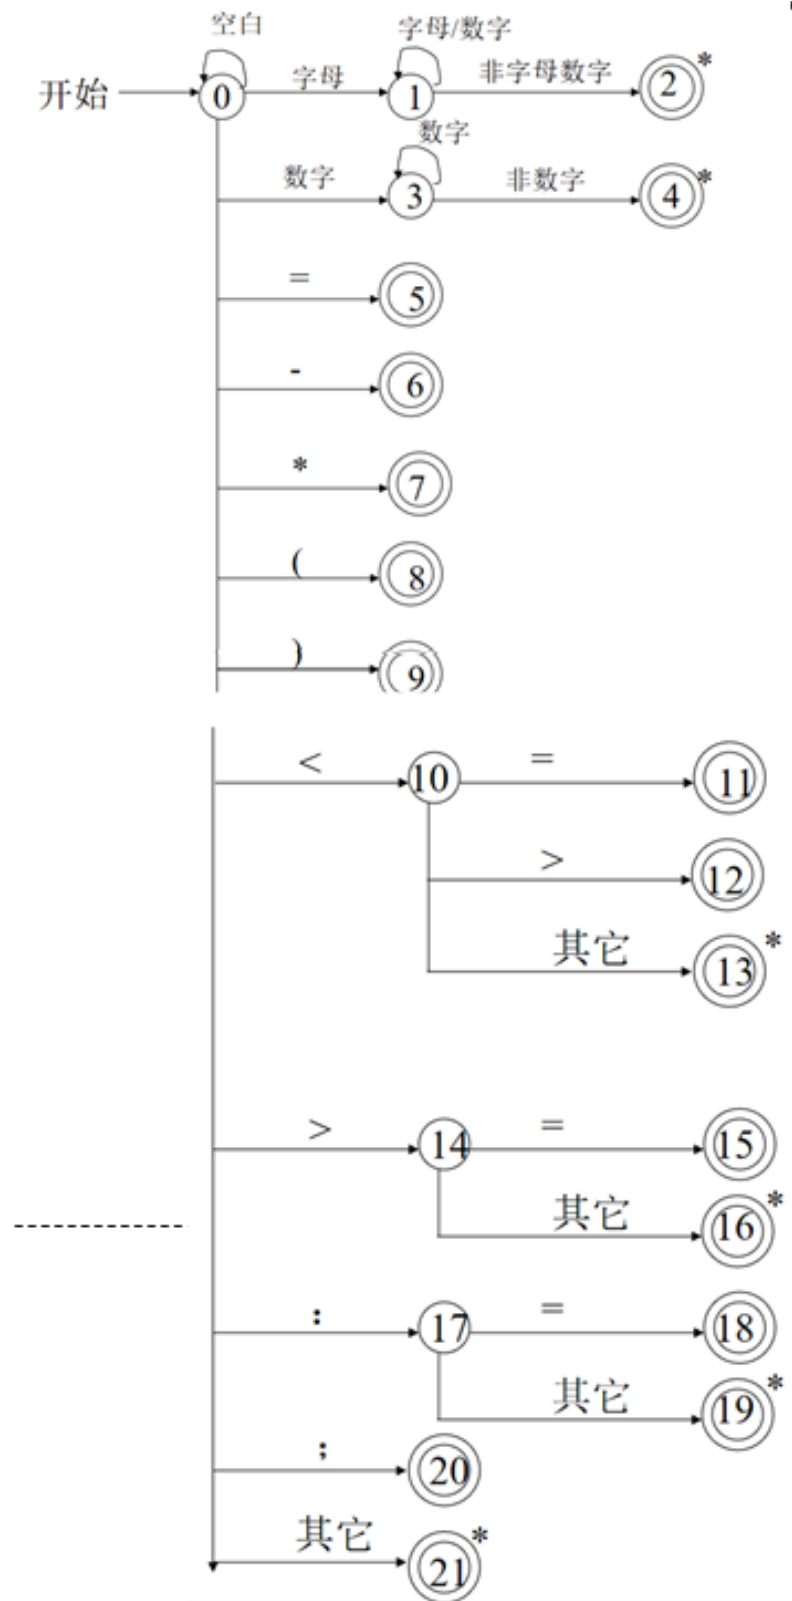 空白
字母/数字
开始 0 字母 1 非字母数字 2 *
数字
数字 3 非数字 4 *
= 5
- 6
* 7
( 8
) 9
< 10 = 11
> 12
其它 13 *
> 14 = 15
其它 16 *
: 17 = 18
其它 19 *
; 20
其它 21 *